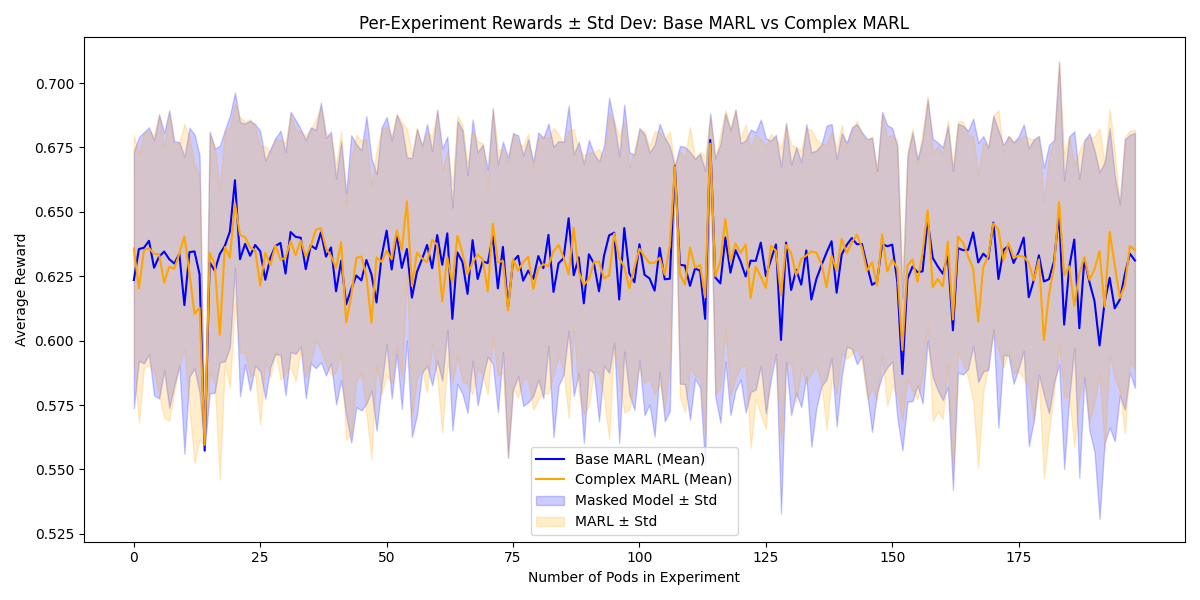 Per-Experiment Rewards ± Std Dev: Base MARL vs Complex MARL
Average Reward
0.700
0.675
0.650
0.625
0.600
0.575
0.550
0.525
Base MARL (Mean)
Complex MARL (Mean)
Masked Model ± Std
MARL ± Std
0 25 50 75 100 125 150 175
Number of Pods in Experiment